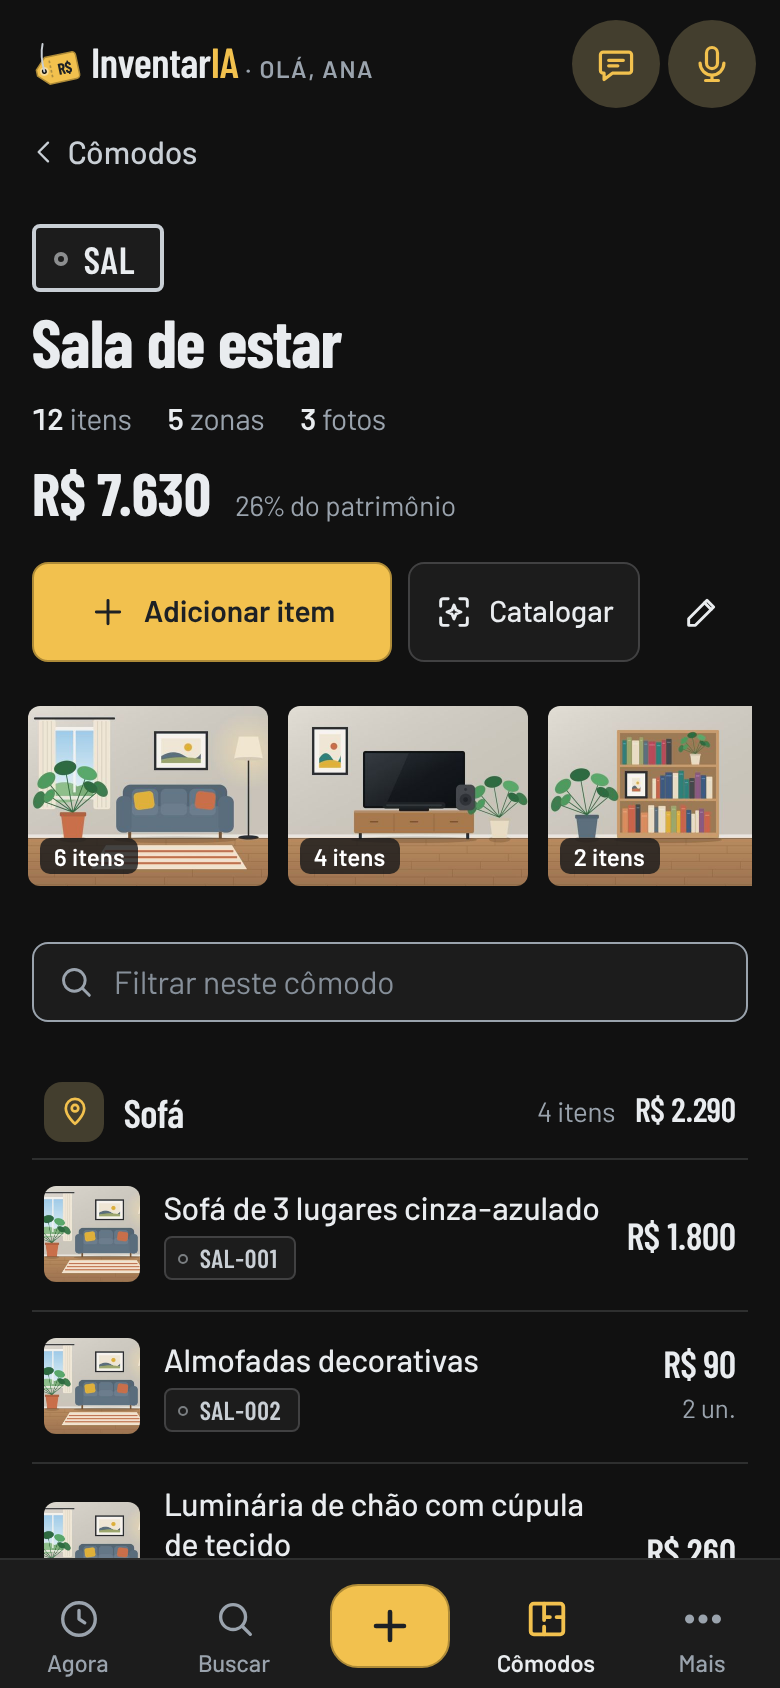 R$
InventarIA · OLÁ, ANA
Cômodos
SAL
Sala de estar
12 itens 5 zonas 3 fotos
R$ 7.630 26% do patrimônio
Adicionar item
Catalogar
6 itens
4 itens
2 itens
Filtrar neste cômodo
Sofá 4 itens R$ 2.290
Sofá de 3 lugares cinza-azulado
SAL-001
R$ 1.800
Almofadas decorativas
SAL-002
R$ 90
2 un.
Luminária de chão com cúpula
de tecido
R$ 260
Agora
Buscar
Cômodos
Mais